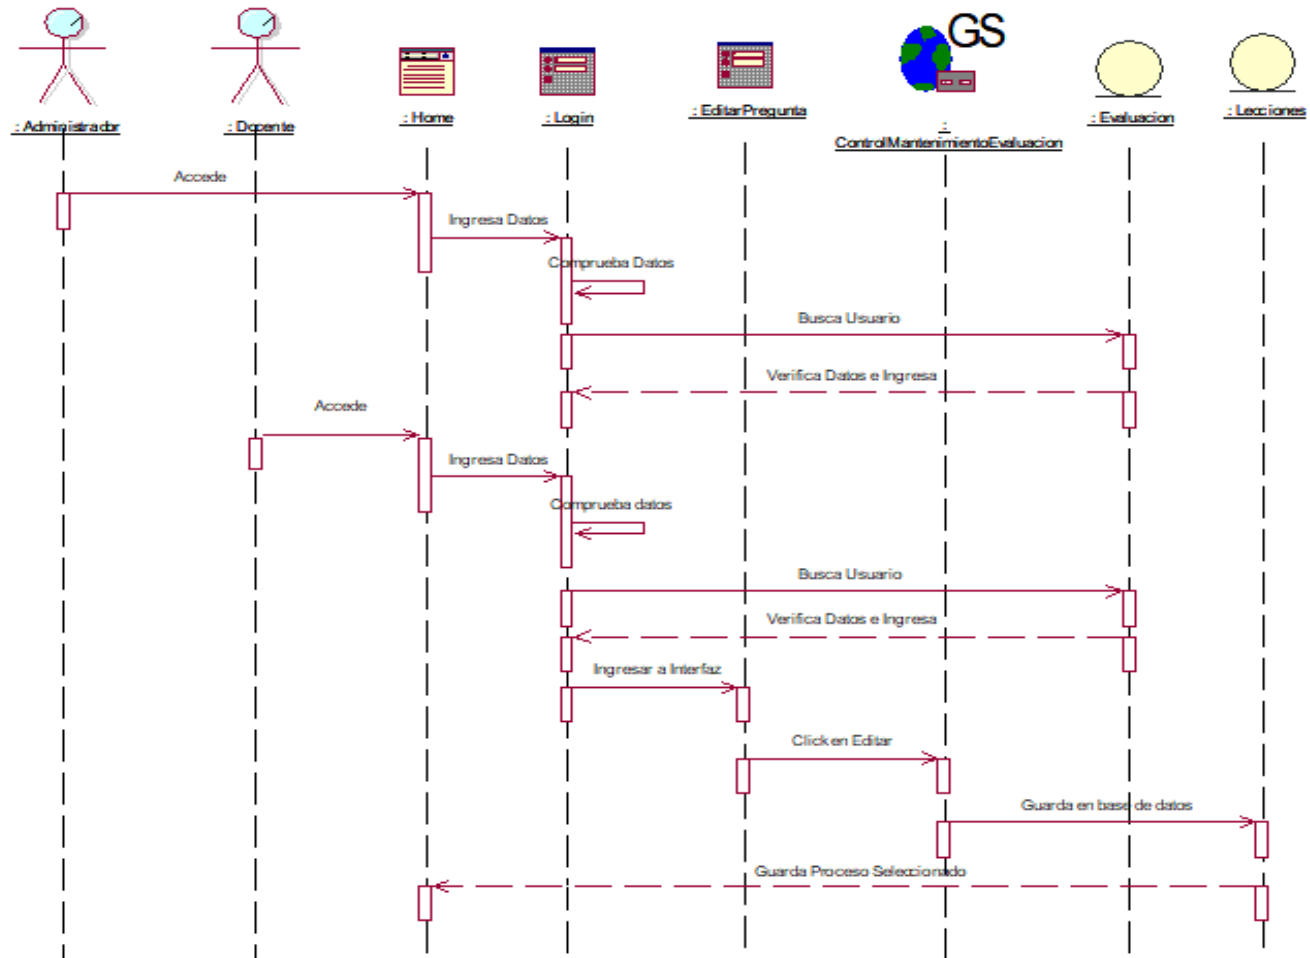 GS
: Administrador
: Docente
: Home
: Login
: EditarPregunta
:
ControlMantenimientoEvaluacion
: Evaluacion
: Lecciones
Accede
Ingresa Datos
Comprueba Datos
Busca Usuario
Verifica Datos e Ingresa
Accede
Ingresa Datos
Comprueba datos
Busca Usuario
Verifica Datos e Ingresa
Ingresar a Interfaz
Click en Editar
Guarda en base de datos
Guarda Proceso Seleccionado